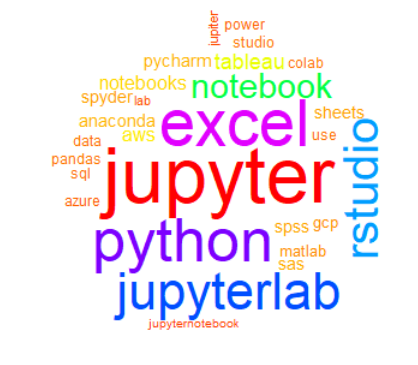 jupiter
power
studio
pycharm
tableau
colab
notebooks
notebook
spyder
lab
excel
sheets
anaconda
aws
use
data
rstudio
pandas
jupyter
sql
azure
python
spss
gcp
matlab
sas
jupyterlab
jupyternotebook